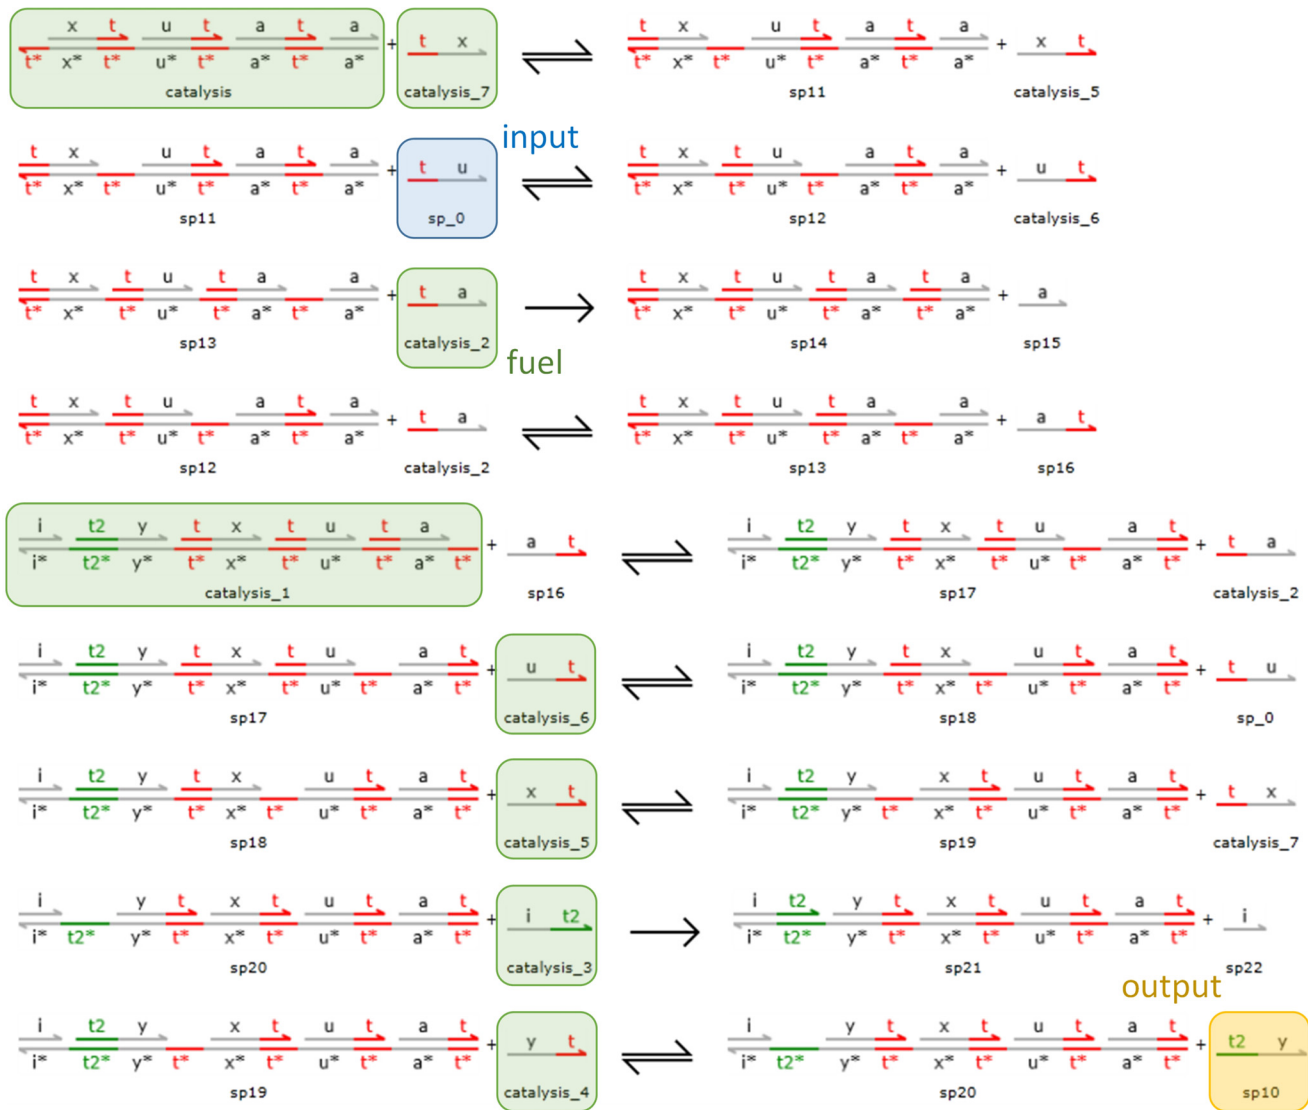 x t u a t a t x t x u t a t a x t
t* x* t* u* t* a* t* a* + t* x* t* u* t* a* t* a* +
catalysis catalysis_7 sp11 catalysis_5
input
t x u t a t a t u t x t u a t a u t
t* x* t* u* t* a* t* a* + t* x* t* u* t* a* t* a* +
sp11 sp_0 sp12 catalysis_6
t x t u t a a t a t x t u t a t a a
t* x* t* u* t* a* t* a* + t* x* t* u* t* a* t* a* +
sp13 catalysis_2 sp14 sp15
fuel
t x t u a t a t a t x t u t a a a t
t* x* t* u* t* a* t* a* + t* x* t* u* t* a* t* a* +
sp12 catalysis_2 sp13 sp16
i t2 y t x t u t a a t i t2 y t x t u a t t a
i* t2* y* t* x* t* u* t* a* t* + i* t2* y* t* x* t* u* t* a* t* +
catalysis_1 sp16 sp17 catalysis_2
i t2 y t x t u a t u t i t2 y t x u t a t t u
i* t2* y* t* x* t* u* t* a* t* + i* t2* y* t* x* t* u* t* a* t* +
sp17 catalysis_6 sp18 sp_0
i t2 y t x u t a t x t i t2 y x t u t a t t x
i* t2* y* t* x* t* u* t* a* t* + i* t2* y* t* x* t* u* t* a* t* +
sp18 catalysis_5 sp19 catalysis_7
i y t x t u t a t i t2 i t2 y t x t u t a t i
i* t2* y* t* x* t* u* t* a* t* + i* t2* y* t* x* t* u* t* a* t* +
sp20 catalysis_3 sp21 sp22
output
i t2 y x t u t a t y t i y t x t u t a t t2 y
i* t2* y* t* x* t* u* t* a* t* + i* t2* y* t* x* t* u* t* a* t* +
sp19 catalysis_4 sp20 sp10